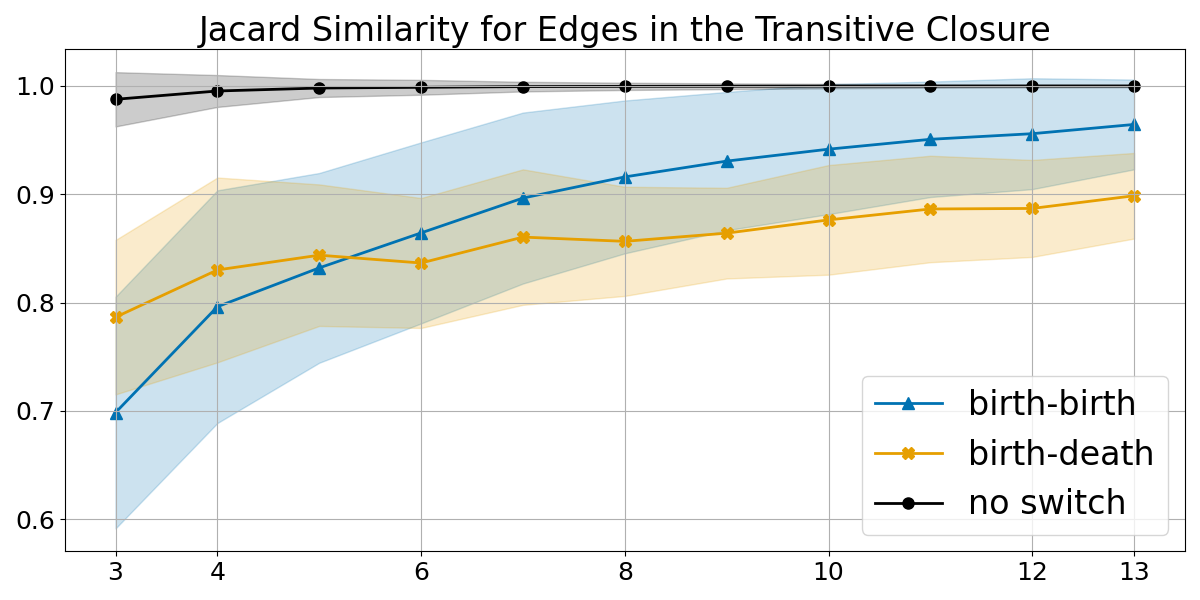 Jacard Similarity for Edges in the Transitive Closure
1.0
0.9
0.8
0.7
0.6
birth-birth
birth-death
no switch
3 4 6 8 10 12 13